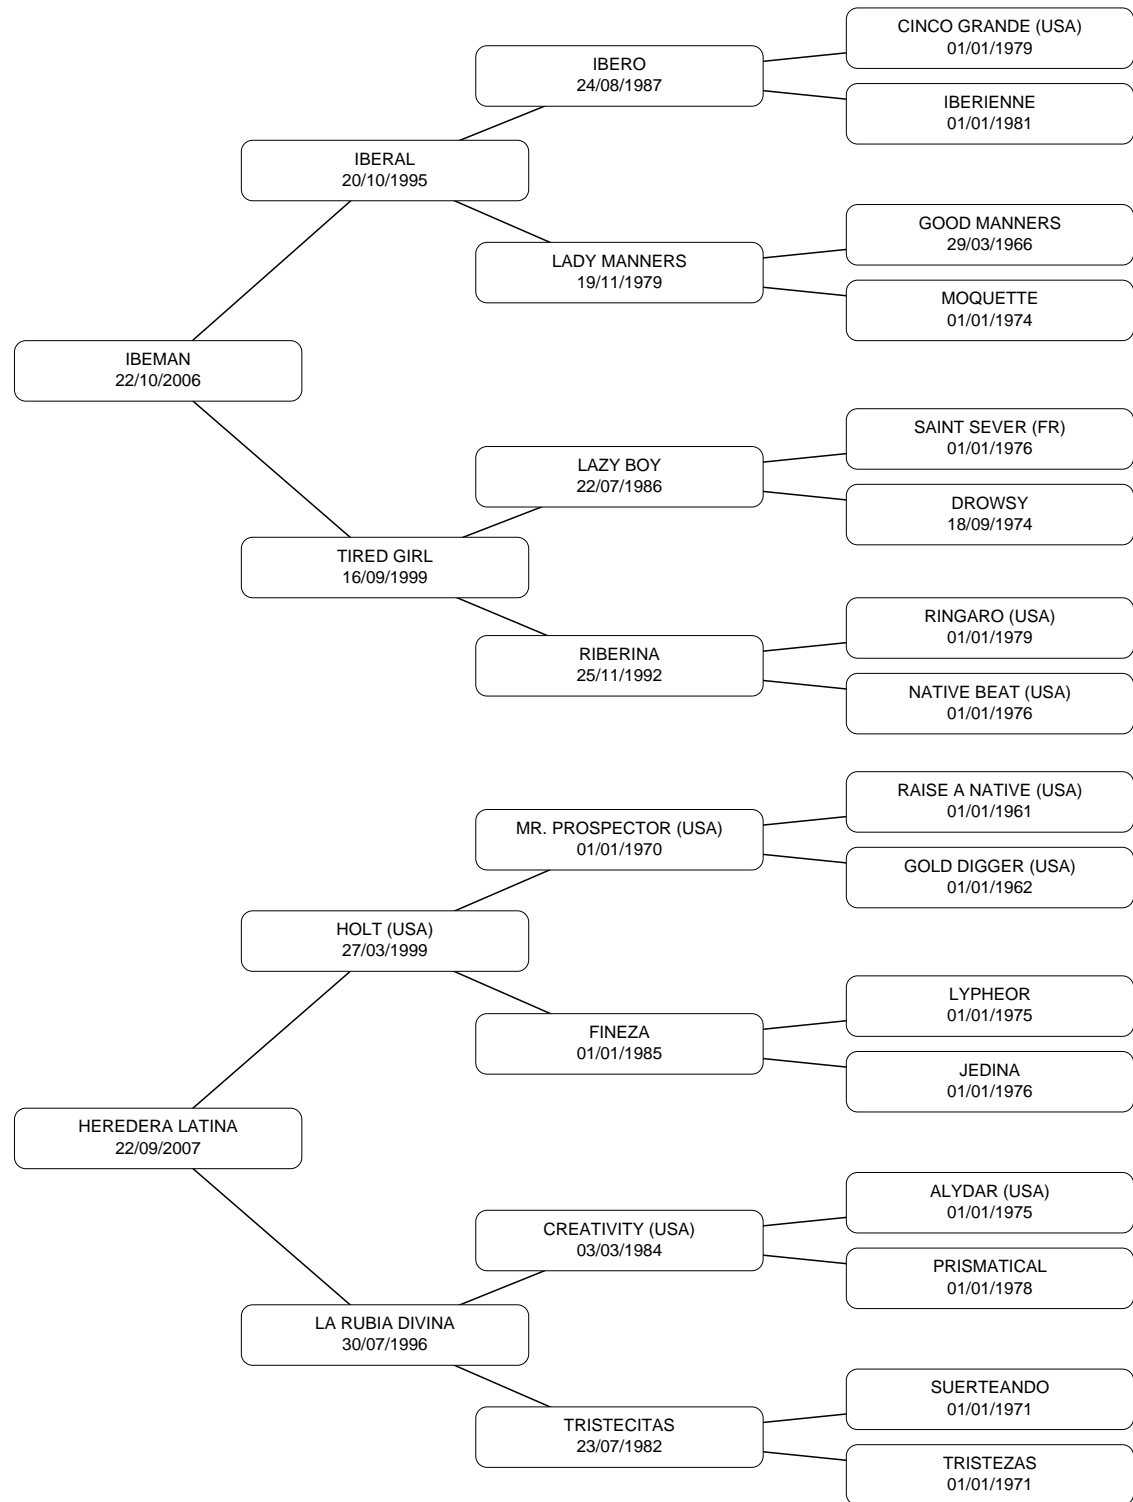 CINCO GRANDE (USA)
01/01/1979
IBERO
24/08/1987
IBERIENNE
01/01/1981
IBERAL
20/10/1995
GOOD MANNERS
29/03/1966
LADY MANNERS
19/11/1979
MOQUETTE
01/01/1974
IBEMAN
22/10/2006
SAINT SEVER (FR)
01/01/1976
LAZY BOY
22/07/1986
DROWSY
18/09/1974
TIRED GIRL
16/09/1999
RINGARO (USA)
01/01/1979
RIBERINA
25/11/1992
NATIVE BEAT (USA)
01/01/1976
RAISE A NATIVE (USA)
01/01/1961
MR. PROSPECTOR (USA)
01/01/1970
GOLD DIGGER (USA)
01/01/1962
HOLT (USA)
27/03/1999
LYPHEOR
01/01/1975
FINEZA
01/01/1985
JEDINA
01/01/1976
HEREDERA LATINA
22/09/2007
ALYDAR (USA)
01/01/1975
CREATIVITY (USA)
03/03/1984
PRISMATICAL
01/01/1978
LA RUBIA DIVINA
30/07/1996
SUERTEANDO
01/01/1971
TRISTECITAS
23/07/1982
TRISTEZAS
01/01/1971